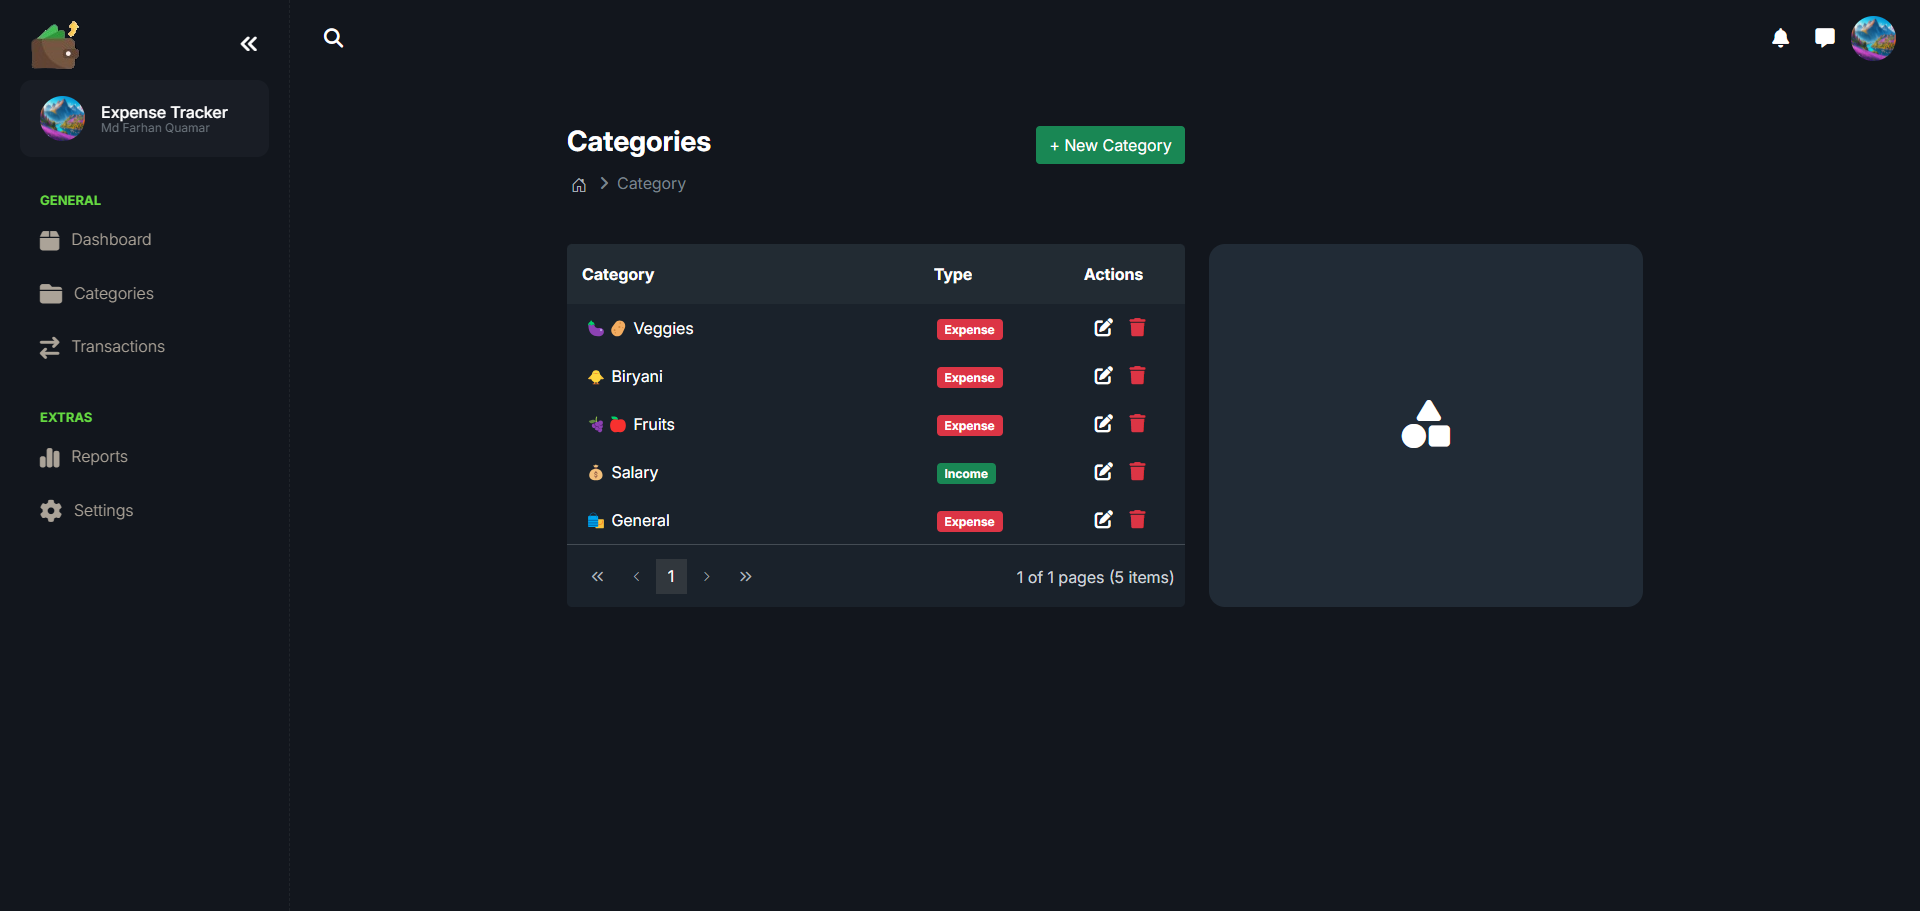 Expense Tracker
Md Farhan Quamar
GENERAL
Dashboard
Categories
Transactions
EXTRAS
Reports
Settings
Categories
+ New Category
Category
Category Type Actions
Veggies Expense
Biryani Expense
Fruits Expense
Salary Income
General Expense
« ‹ 1 › » 1 of 1 pages (5 items)